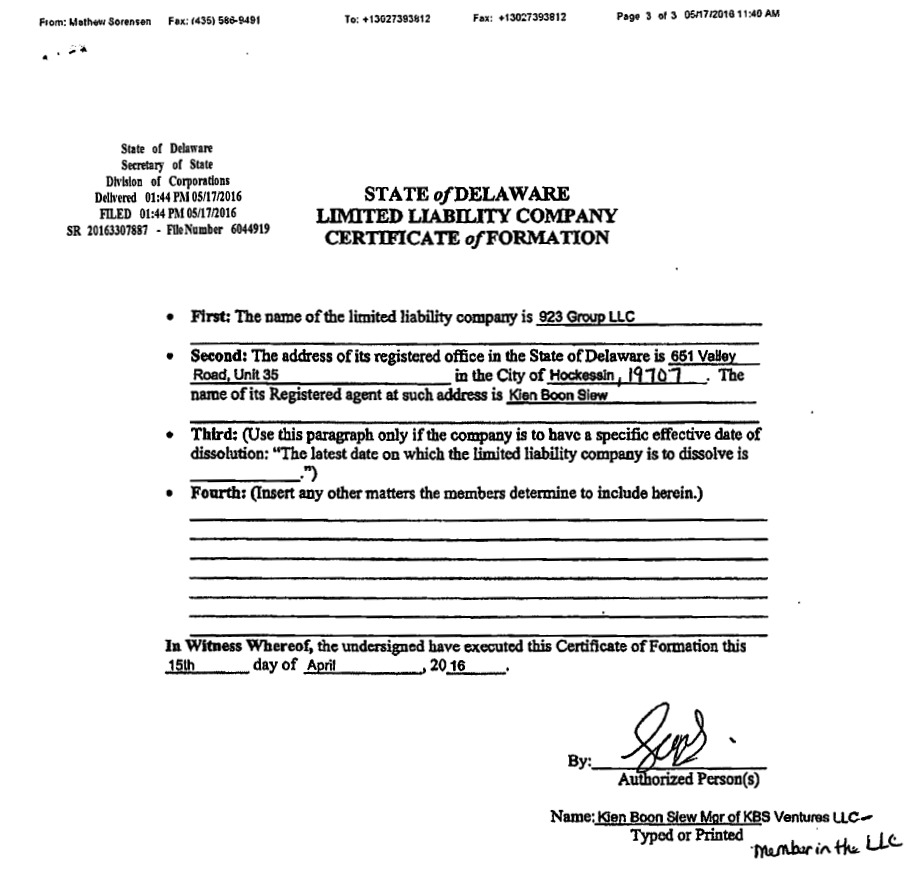 From: Mathew Sorensen Fax: (435) 586-9491 To: +13027393812 Fax: +13027393812 Page 3 of 3 05/17/2016 11:40 AM
State of Delaware
Secretary of State
Division of Corporations
Delivered 01:44 PM 05/17/2016
FILED 01:44 PM 05/17/2016
SR 20163307887 - File Number 6044919
STATE of DELAWARE
LIMITED LIABILITY COMPANY
CERTIFICATE of FORMATION
• First: The name of the limited liability company is 923 Group LLC
• Second: The address of its registered office in the State of Delaware is 651 Valley
Road, Unit 35 in the City of Hockessin, 19707. The
name of its Registered agent at such address is Kien Boon Siew
• Third: (Use this paragraph only if the company is to have a specific effective date of
dissolution: “The latest date on which the limited liability company is to dissolve is
____________.”)
• Fourth: (Insert any other matters the members determine to include herein.)
In Witness Whereof, the undersigned have executed this Certificate of Formation this
15th day of April, 2016.
By:
Authorized Person(s)
Name: Kien Boon Siew Mgr of KBS Ventures LLC-
Typed or Printed
Member in the LLC